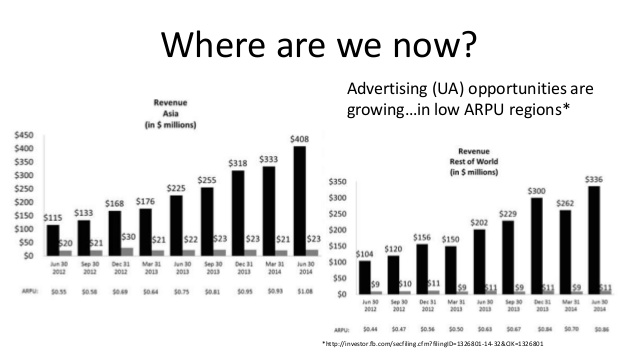 Where are we now?
Advertising (UA) opportunities are
growing…in low ARPU regions*
Revenue
Asia
(in $ millions)
$450
$400
$350
$300
$250
$200
$150
$100
$50
$0
$115 $20 $133 $21 $168 $30 $176 $21 $225 $22 $255 $23 $318 $23 $333 $21 $408 $23
Jun 30 Sep 30 Dec 31 Mar 31 Jun 30 Sep 30 Dec 31 Mar 31 Jun 30
2012 2012 2012 2013 2013 2013 2013 2014 2014
ARPU: $0.55 $0.58 $0.69 $0.64 $0.75 $0.81 $0.95 $0.93 $1.08
Revenue
Rest of World
(in $ millions)
$350
$300
$250
$200
$150
$100
$50
$0
$104 $9 $120 $10 $156 $11 $150 $9 $202 $11 $229 $9 $300 $11 $262 $9 $336 $11
Jun 30 Sep 30 Dec 31 Mar 31 Jun 30 Sep 30 Dec 31 Mar 31 Jun 30
2012 2012 2012 2013 2013 2013 2013 2014 2014
ARPU: $0.44 $0.47 $0.56 $0.50 $0.63 $0.67 $0.84 $0.70 $0.86
*http://investor.fb.com/secfiling.cfm?filingID=1326801-14-32&CIK=1326801